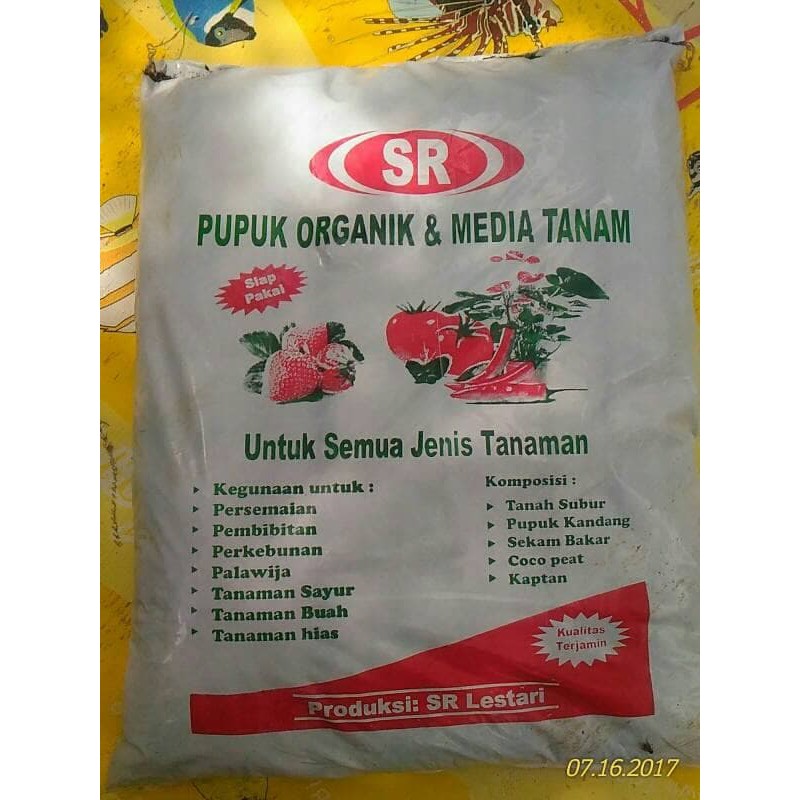 SR
PUPUK ORGANIK & MEDIA TANAM
Siap
Pakai
Untuk Semua Jenis Tanaman
Kegunaan untuk :
Persemaian
Pembibitan
Perkebunan
Palawija
Tanaman Sayur
Tanaman Buah
Tanaman hias
Komposisi :
Tanah Subur
Pupuk Kandang
Sekam Bakar
Coco peat
Kaptan
Kualitas
Terjamin
Produksi: SR Lestari
07.16.2017